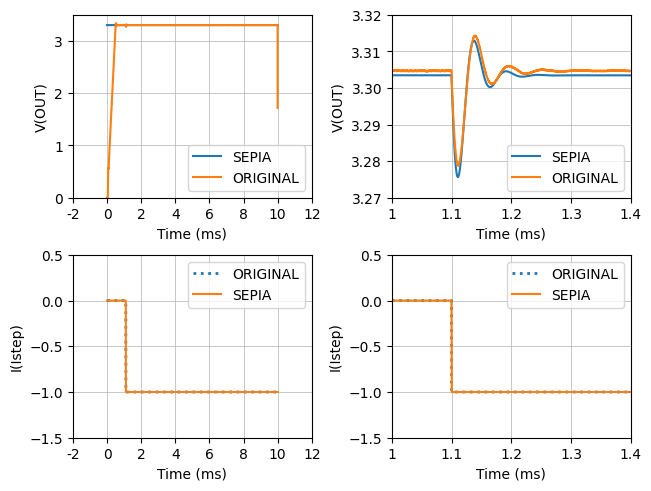 V(OUT)
3
2
1
0
SEPIA
ORIGINAL
-2 0 2 4 6 8 10 12
Time (ms)
V(OUT)
3.32
3.31
3.30
3.29
3.28
3.27
SEPIA
ORIGINAL
1 1.1 1.2 1.3 1.4
Time (ms)
I(Istep)
0.5
0.0
−0.5
−1.0
−1.5
ORIGINAL
SEPIA
-2 0 2 4 6 8 10 12
Time (ms)
I(Istep)
0.5
0.0
−0.5
−1.0
−1.5
ORIGINAL
SEPIA
1 1.1 1.2 1.3 1.4
Time (ms)